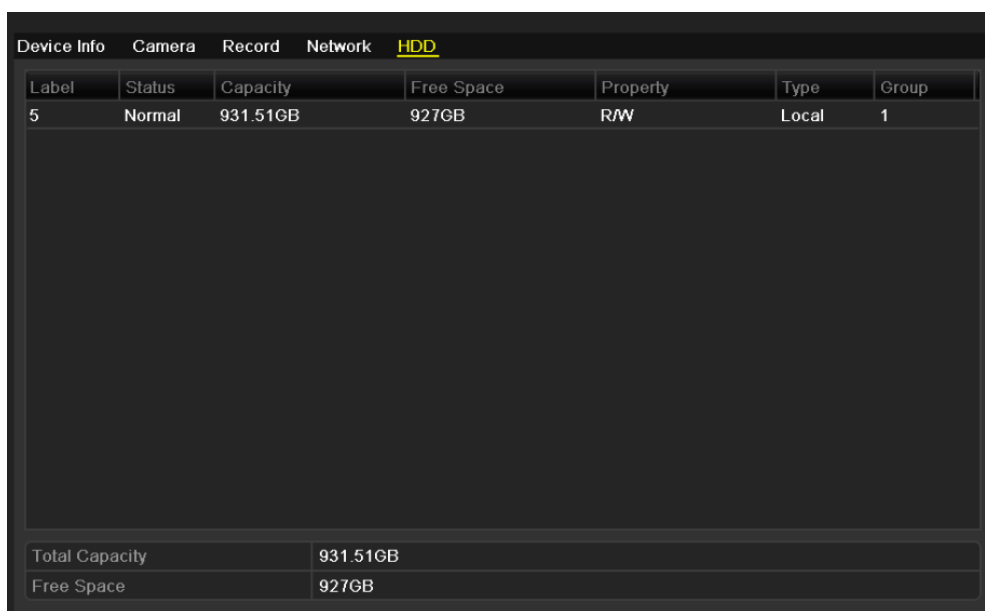 Device Info Camera Record Network HDD
Label Status Capacity Free Space Property Type Group
5 Normal 931.51GB 927GB R/W Local 1
Total Capacity 931.51GB
Free Space 927GB